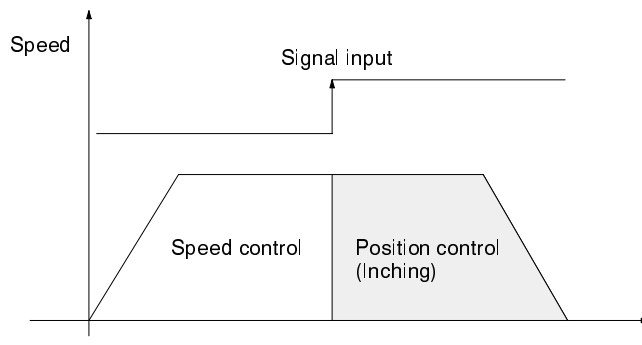 Speed
Signal input
Speed control
Position control
(Inching)